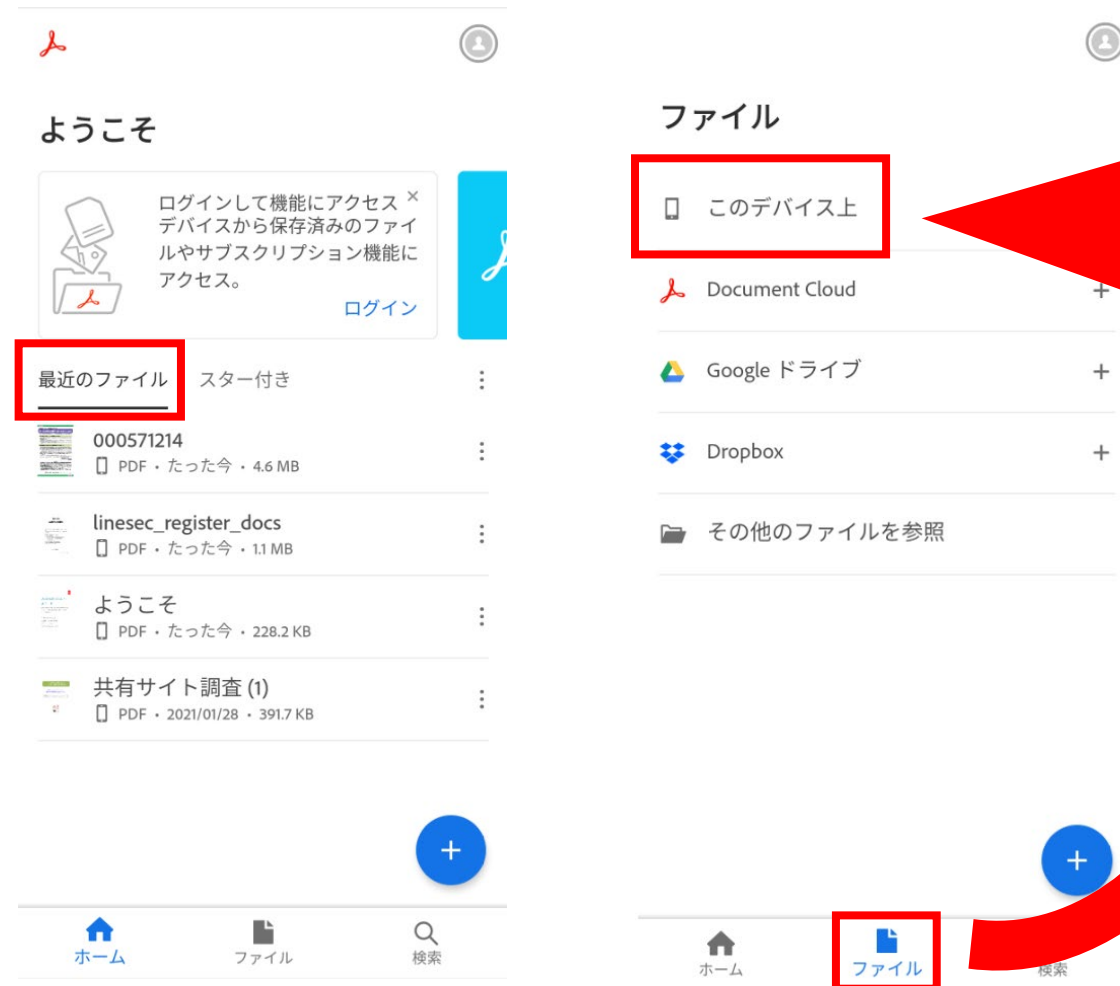 ようこそ
ログインして機能にアクセス
デバイスから保存済みのファイ
ルやサブスクリプション機能に
アクセス。
ログイン
最近のファイル
スター付き
000571214
PDF・たった今・4.6 MB
linesec_register_docs
PDF・たった今・1.1 MB
ようこそ
PDF・たった今・228.2 KB
共有サイト調査 (1)
PDF・2021/01/28・391.7 KB
ホーム
ファイル
検索
ファイル
このデバイス上
Document Cloud
Google ドライブ
Dropbox
その他のファイルを参照
ホーム
ファイル
検索